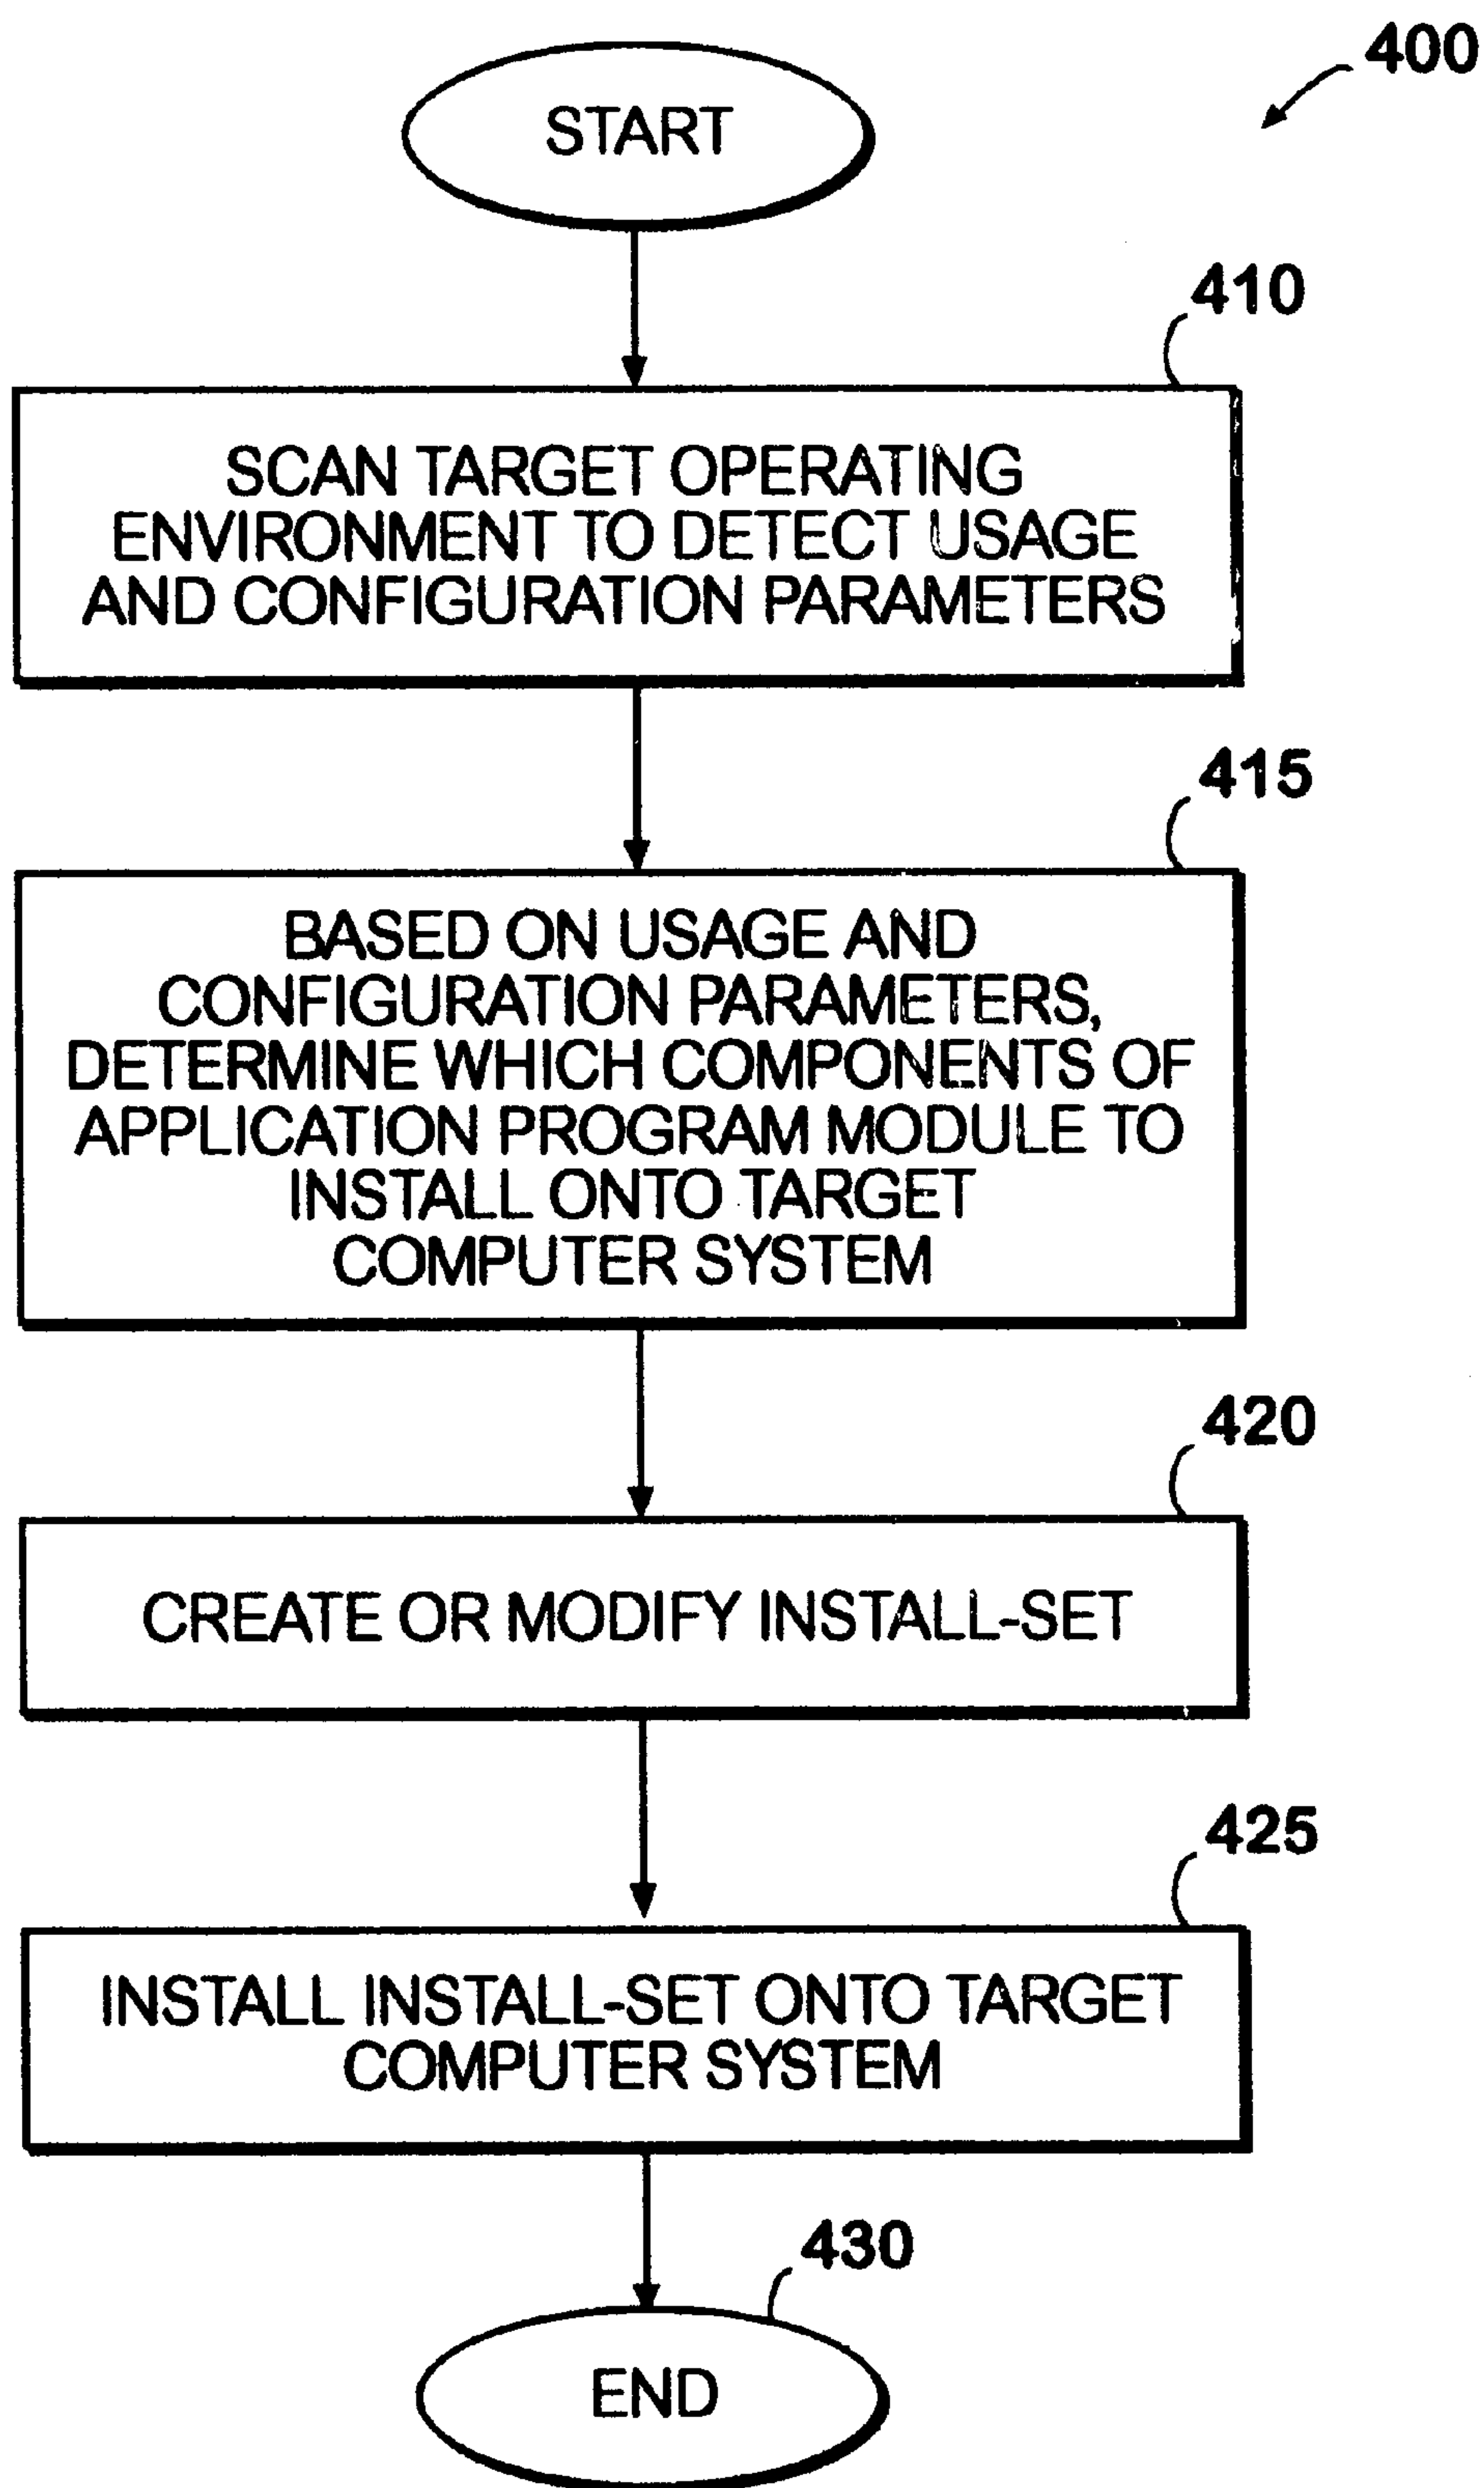 400
START
410
SCAN TARGET OPERATING
ENVIRONMENT TO DETECT USAGE
AND CONFIGURATION PARAMETERS
415
BASED ON USAGE AND
CONFIGURATION PARAMETERS,
DETERMINE WHICH COMPONENTS OF
APPLICATION PROGRAM MODULE TO
INSTALL ONTO TARGET
COMPUTER SYSTEM
420
CREATE OR MODIFY INSTALL-SET
425
INSTALL INSTALL-SET ONTO TARGET
COMPUTER SYSTEM
430
END